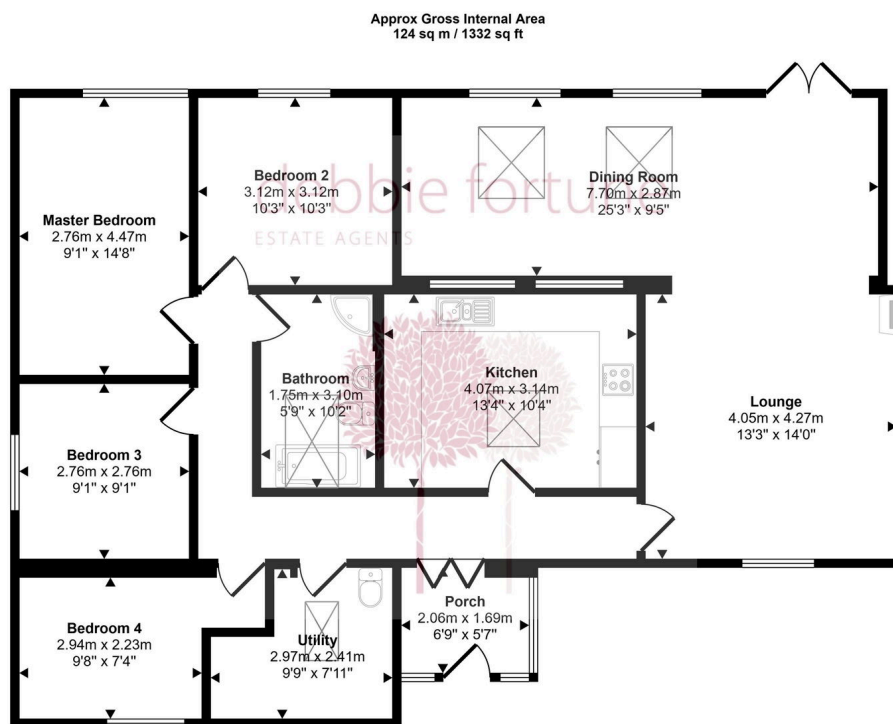 Approx Gross Internal Area
124 sq m / 1332 sq ft
Master Bedroom
2.76m x 4.47m
9'1" x 14'8"
Bedroom 2
3.12m x 3.12m
10'3" x 10'3"
Dining Room
7.70m x 2.87m
25'3" x 9'5"
debbie fortune
ESTATE AGENTS
Bathroom
1.75m x 3.10m
5'9" x 10'2"
Kitchen
4.07m x 3.14m
13'4" x 10'4"
Lounge
4.05m x 4.27m
13'3" x 14'0"
Bedroom 3
2.76m x 2.76m
9'1" x 9'1"
Bedroom 4
2.94m x 2.23m
9'8" x 7'4"
Utility
2.97m x 2.41m
9'9" x 7'11"
Porch
2.06m x 1.69m
6'9" x 5'7"